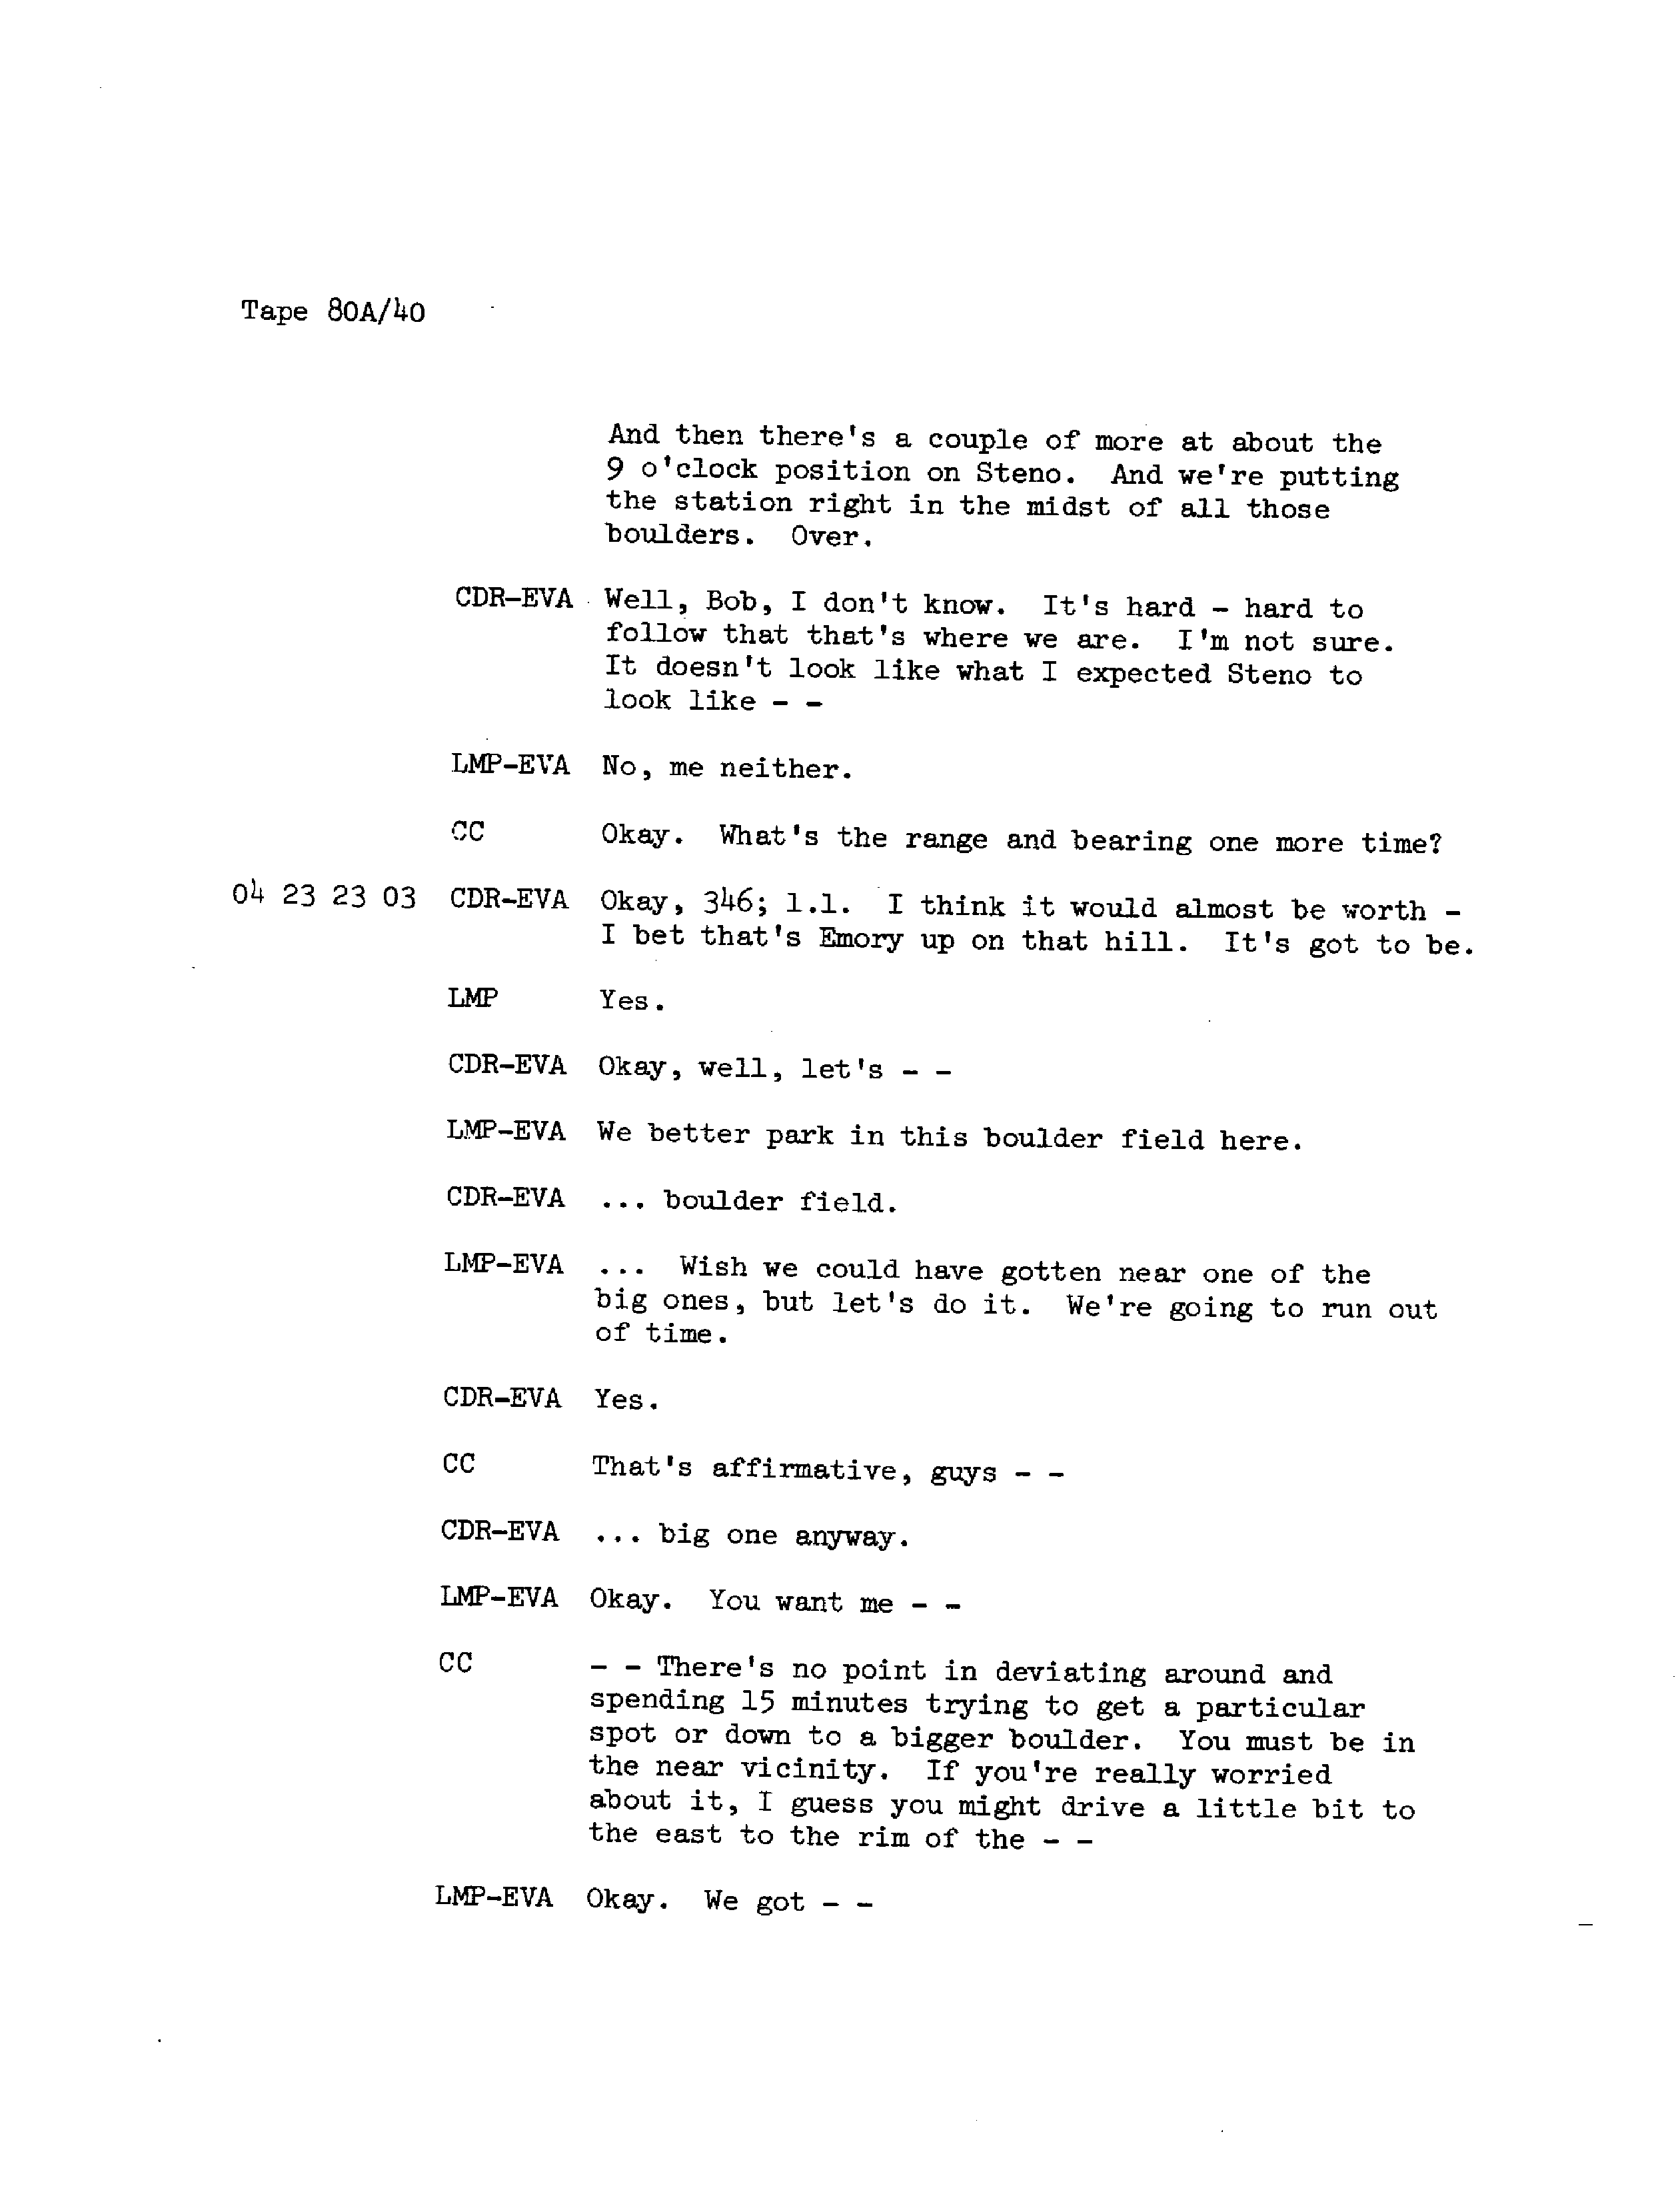 Tape 80A/40
And then there's a couple of more at about the
9 o'clock position on Steno. And we're putting
the station right in the midst of all those
boulders. Over.
CDR-EVA Well, Bob, I don't know. It's hard - hard to
follow that that's where we are. I'm not sure.
It doesn't look like what I expected Steno to
look like - -
LMP-EVA No, me neither.
CC Okay. What's the range and bearing one more time?
04 23 23 03 CDR-EVA Okay, 346; 1.1. I think it would almost be worth -
I bet that's Emory up on that hill. It's got to be.
LMP Yes.
CDR-EVA Okay, well, let's - -
LMP-EVA We better park in this boulder field here.
CDR-EVA ... boulder field.
LMP-EVA ... Wish we could have gotten near one of the
big ones, but let's do it. We're going to run out
of time.
CDR-EVA Yes.
CC That's affirmative, guys - -
CDR-EVA ... big one anyway.
LMP-EVA Okay. You want me - -
CC - - There's no point in deviating around and
spending 15 minutes trying to get a particular
spot or down to a bigger boulder. You must be in
the near vicinity. If you're really worried
about it, I guess you might drive a little bit to
the east to the rim of the - -
LMP-EVA Okay. We got - -